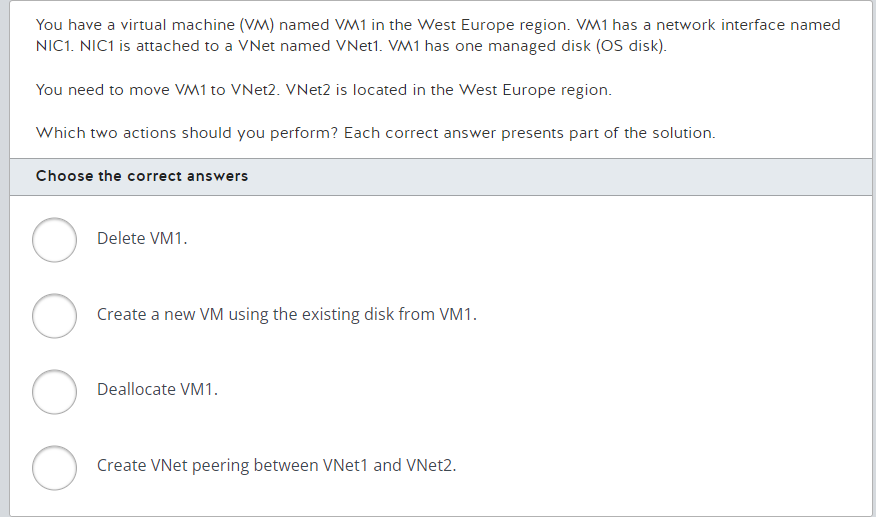 You have a virtual machine (VM) named VM1 in the West Europe region. VM1 has a network interface named
NIC1. NIC1 is attached to a VNet named VNet1. VM1 has one managed disk (OS disk).
You need to move VM1 to VNet2. VNet2 is located in the West Europe region.
Which two actions should you perform? Each correct answer presents part of the solution.
Choose the correct answers
Delete VM1.
Create a new VM using the existing disk from VM1.
Deallocate VM1.
Create VNet peering between VNet1 and VNet2.